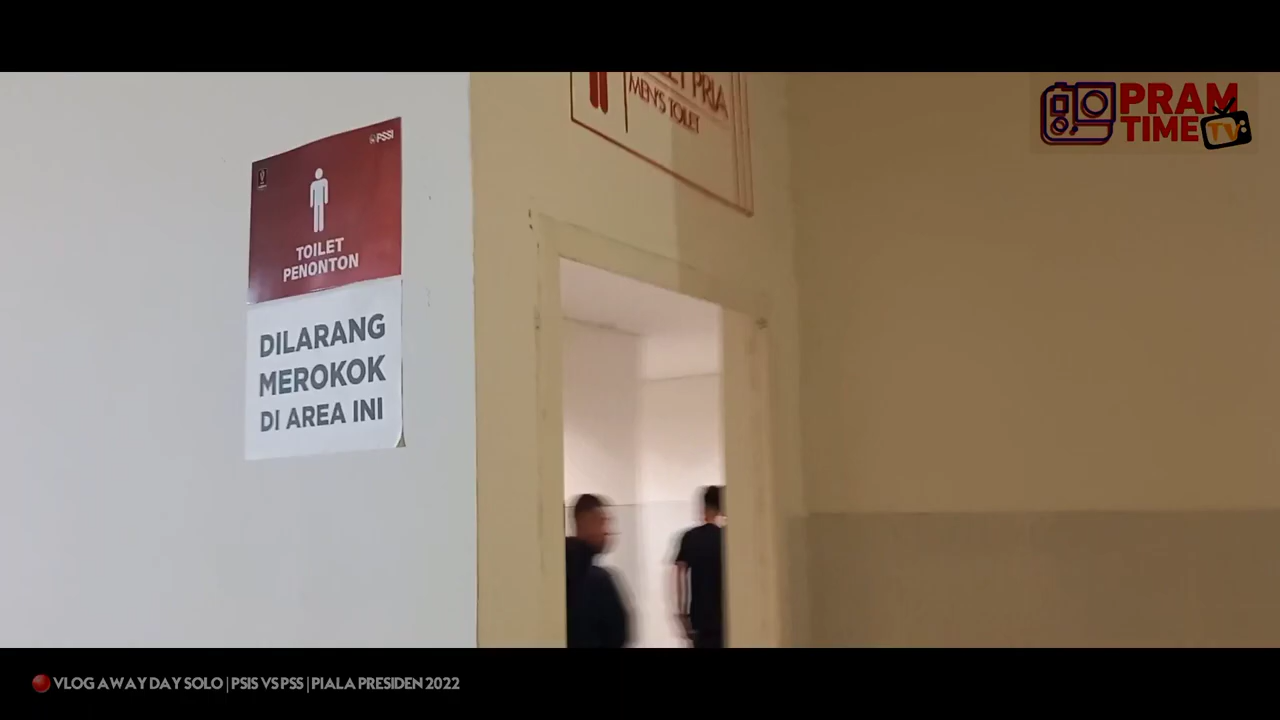 PSSI
TOILET
PENONTON
DILARANG
MEROKOK
DI AREA INI
PRIA
MEN'S TOILET
PRAM
TIME TV
VLOG AWAY DAY SOLO | PSIS VS PSS | PIALA PRESIDEN 2022